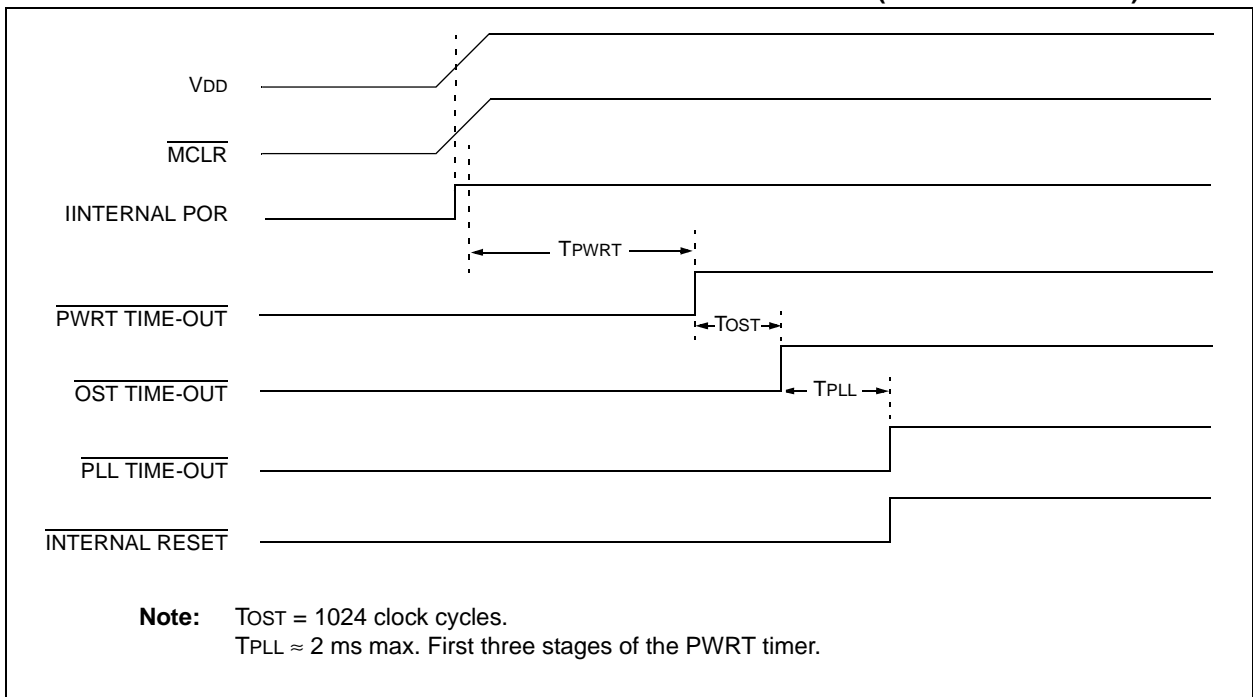 VDD
MCLR
IINTERNAL POR
TPWRT
PWRT TIME-OUT
TOST
OST TIME-OUT
TPLL
PLL TIME-OUT
INTERNAL RESET
Note: TOST = 1024 clock cycles.
TPLL ≈ 2 ms max. First three stages of the PWRT timer.